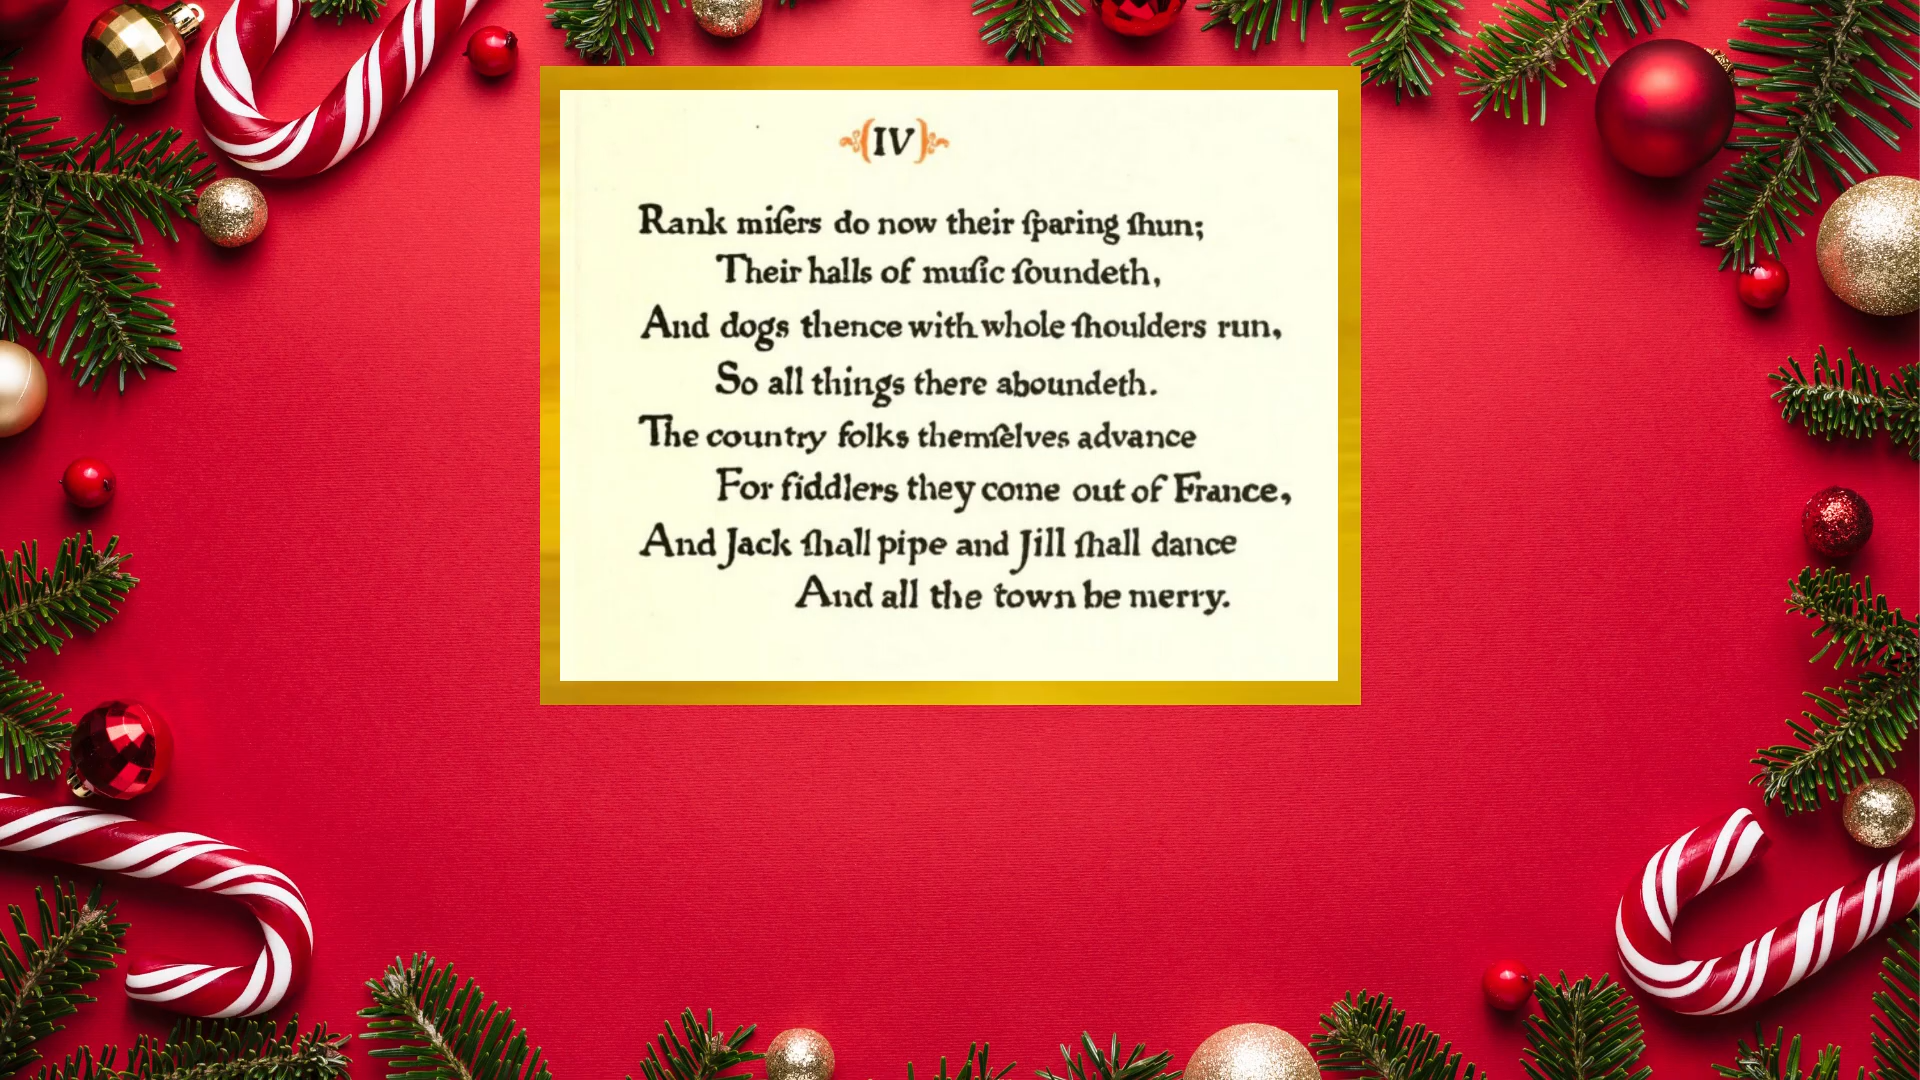 IV
Rank miſers do now their ſparing ſhun;
Their halls of muſic ſoundeth,
And dogs thence with whole ſhoulders run,
So all things there aboundeth.
The country folks themſelves advance
For fiddlers they come out of France,
And Jack ſhall pipe and Jill ſhall dance
And all the town be merry.